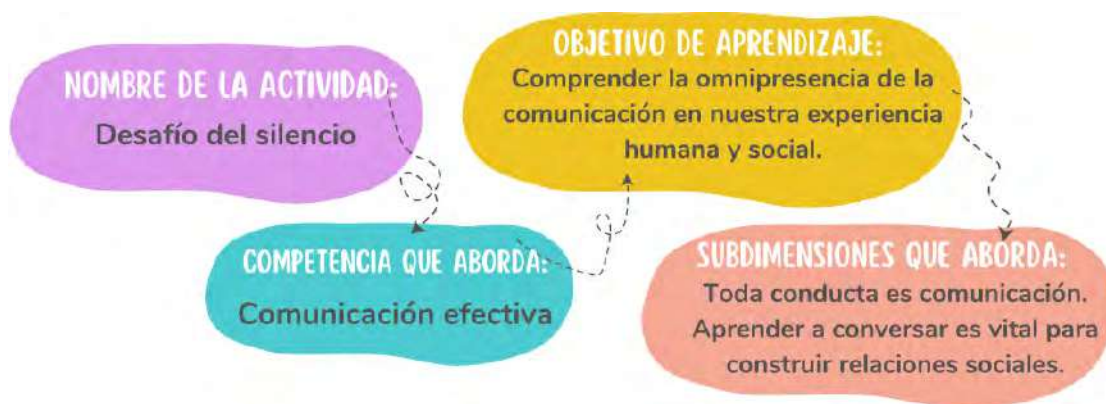 NOMBRE DE LA ACTIVIDAD:
Desafío del silencio
COMPETENCIA QUE ABORDA:
Comunicación efectiva
OBJETIVO DE APRENDIZAJE:
Comprender la omnipresencia de la
comunicación en nuestra experiencia
humana y social.
SUBDIMENSIONES QUE ABORDA:
Toda conducta es comunicación.
Aprender a conversar es vital para
construir relaciones sociales.